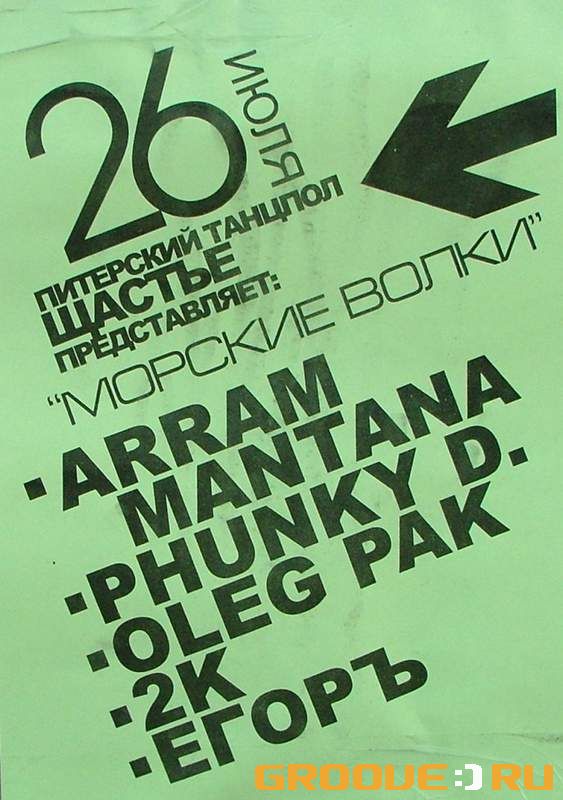 26 ИЮЛЯ
ПИТЕРСКИЙ ТАНЦПОЛ
ЩАСТЬЕ
ПРЕДСТАВЛЯЕТ:
“МОРСКИЕ ВОЛКИ”
·ARRAM
MANTANA
·PHUNKY D.
·OLEG PAK
·2K
·ЕГОРЪ
GROOVE:)RU